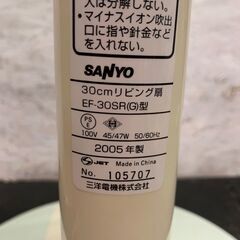 は分解しない。
・マイナスイオン吹出
口に指や針金など
を入れない。
SANYO
30cmリビング扇
EF-30SR(G)型
PS
E
100V 45/47W 50/60Hz
2005年製
JET Made in China
No. 105707
三洋電機株式会社